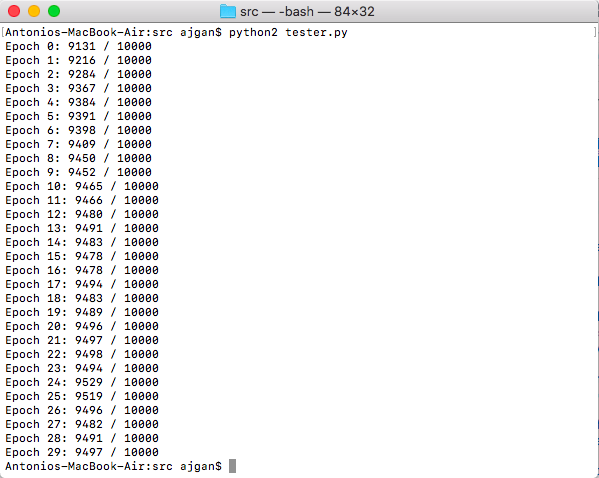 src — -bash — 84×32
[Antonios-MacBook-Air:src ajgan$ python2 tester.py ]
Epoch 0: 9131 / 10000
Epoch 1: 9216 / 10000
Epoch 2: 9284 / 10000
Epoch 3: 9367 / 10000
Epoch 4: 9384 / 10000
Epoch 5: 9391 / 10000
Epoch 6: 9398 / 10000
Epoch 7: 9409 / 10000
Epoch 8: 9450 / 10000
Epoch 9: 9452 / 10000
Epoch 10: 9465 / 10000
Epoch 11: 9466 / 10000
Epoch 12: 9480 / 10000
Epoch 13: 9491 / 10000
Epoch 14: 9483 / 10000
Epoch 15: 9478 / 10000
Epoch 16: 9478 / 10000
Epoch 17: 9494 / 10000
Epoch 18: 9483 / 10000
Epoch 19: 9489 / 10000
Epoch 20: 9496 / 10000
Epoch 21: 9497 / 10000
Epoch 22: 9498 / 10000
Epoch 23: 9494 / 10000
Epoch 24: 9529 / 10000
Epoch 25: 9519 / 10000
Epoch 26: 9496 / 10000
Epoch 27: 9482 / 10000
Epoch 28: 9491 / 10000
Epoch 29: 9497 / 10000
Antonios-MacBook-Air:src ajgan$